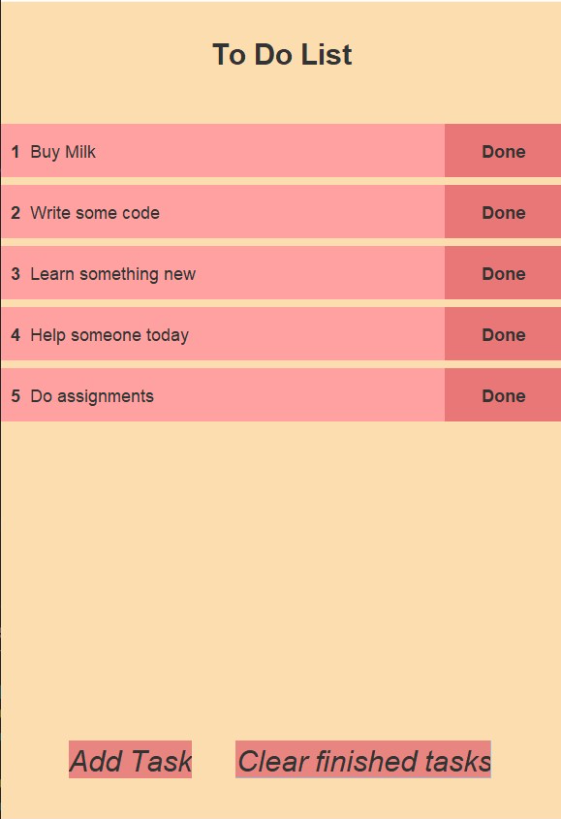 To Do List
1 Buy Milk Done
2 Write some code Done
3 Learn something new Done
4 Help someone today Done
5 Do assignments Done
Add Task Clear finished tasks